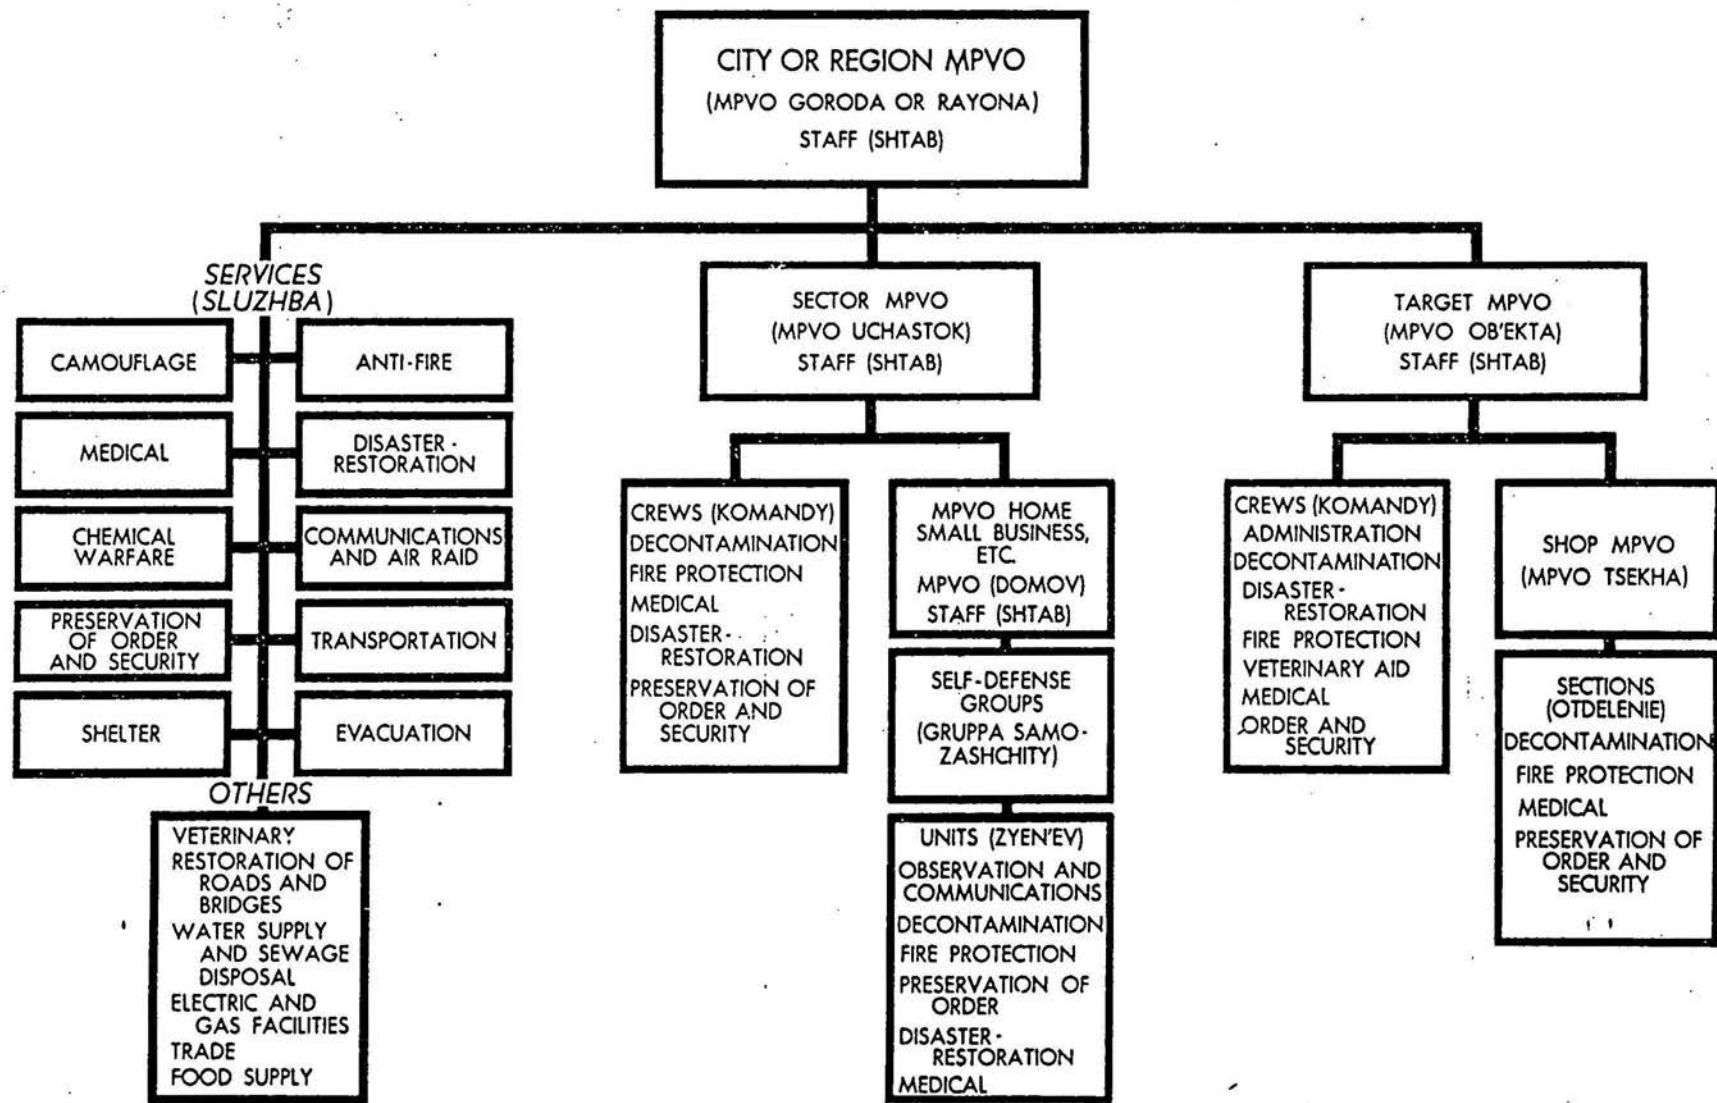 CITY OR REGION MPVO
(MPVO GORODA OR RAYONA)
STAFF (SHTAB)
SERVICES
(SLUZHBA)
CAMOUFLAGE
ANTI-FIRE
MEDICAL
DISASTER-
RESTORATION
CHEMICAL
WARFARE
COMMUNICATIONS
AND AIR RAID
PRESERVATION
OF ORDER
AND SECURITY
TRANSPORTATION
SHELTER
EVACUATION
OTHERS
VETERINARY
RESTORATION OF
ROADS AND
BRIDGES
WATER SUPPLY
AND SEWAGE
DISPOSAL
ELECTRIC AND
GAS FACILITIES
TRADE
FOOD SUPPLY
SECTOR MPVO
(MPVO UCHASTOK)
STAFF (SHTAB)
CREWS (KOMANDY)
DECONTAMINATION
FIRE PROTECTION
MEDICAL
DISASTER-
RESTORATION
PRESERVATION OF
ORDER AND
SECURITY
MPVO HOME
SMALL BUSINESS,
ETC.
MPVO (DOMOV)
STAFF (SHTAB)
SELF-DEFENSE
GROUPS
(GRUPPA SAMO-
ZASHCHITY)
UNITS (ZYEN'EV)
OBSERVATION AND
COMMUNICATIONS
DECONTAMINATION
FIRE PROTECTION
PRESERVATION OF
ORDER
DISASTER-
RESTORATION
MEDICAL
TARGET MPVO
(MPVO OB'EKTA)
STAFF (SHTAB)
CREWS (KOMANDY)
ADMINISTRATION
DECONTAMINATION
DISASTER-
RESTORATION
FIRE PROTECTION
VETERINARY AID
MEDICAL
ORDER AND
SECURITY
SHOP MPVO
(MPVO TSEKHA)
SECTIONS
(OTDELENIE)
DECONTAMINATION
FIRE PROTECTION
MEDICAL
PRESERVATION OF
ORDER AND
SECURITY